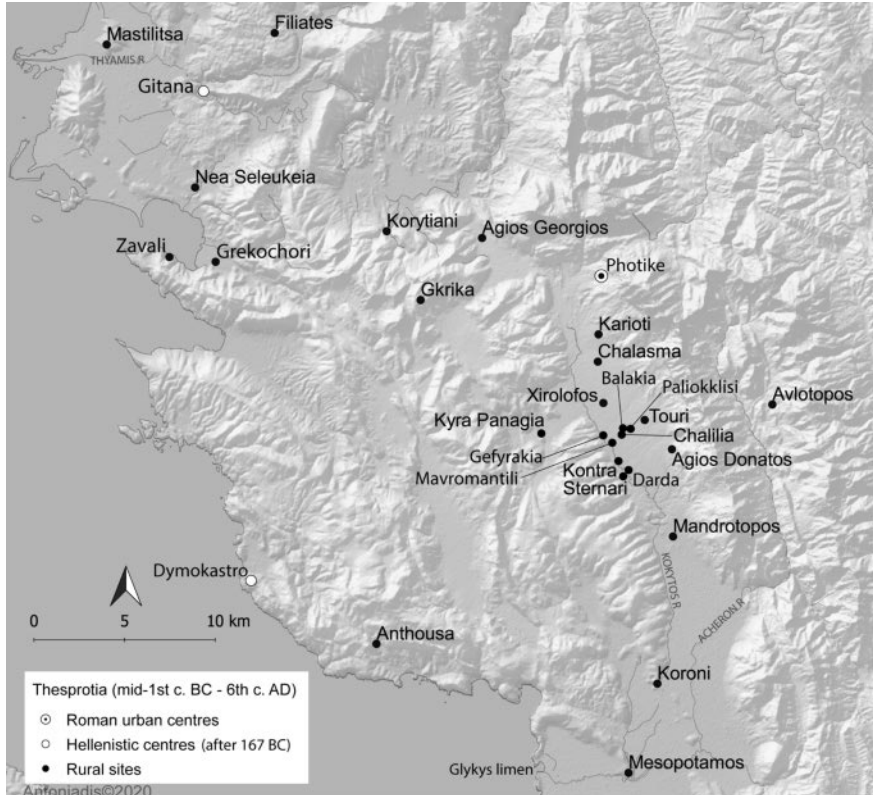 Filiates
Mastilitsa
THYAMIS R
Gitana
Nea Seleukeia
Korytiani
Agios Georgios
Zavali
Grekochori
Photike
Gkrika
Karioti
Chalasma
Balakia
Paliokklisi
Xirolofos
Avlotopos
Kyra Panagia
Touri
Gefyrakia
Chalilia
Mavromantili
Kontra
Agios Donatos
Sternari
Darda
Mandrotopos
Dymokastro
KOKYTOS R
ACHERON R
0 5 10 km
Anthousa
Koroni
Thesprotia (mid-1st c. BC - 6th c. AD)
Roman urban centres
Hellenistic centres (after 167 BC)
Rural sites
Glykys limen
Mesopotamos
Antoniadis©2020